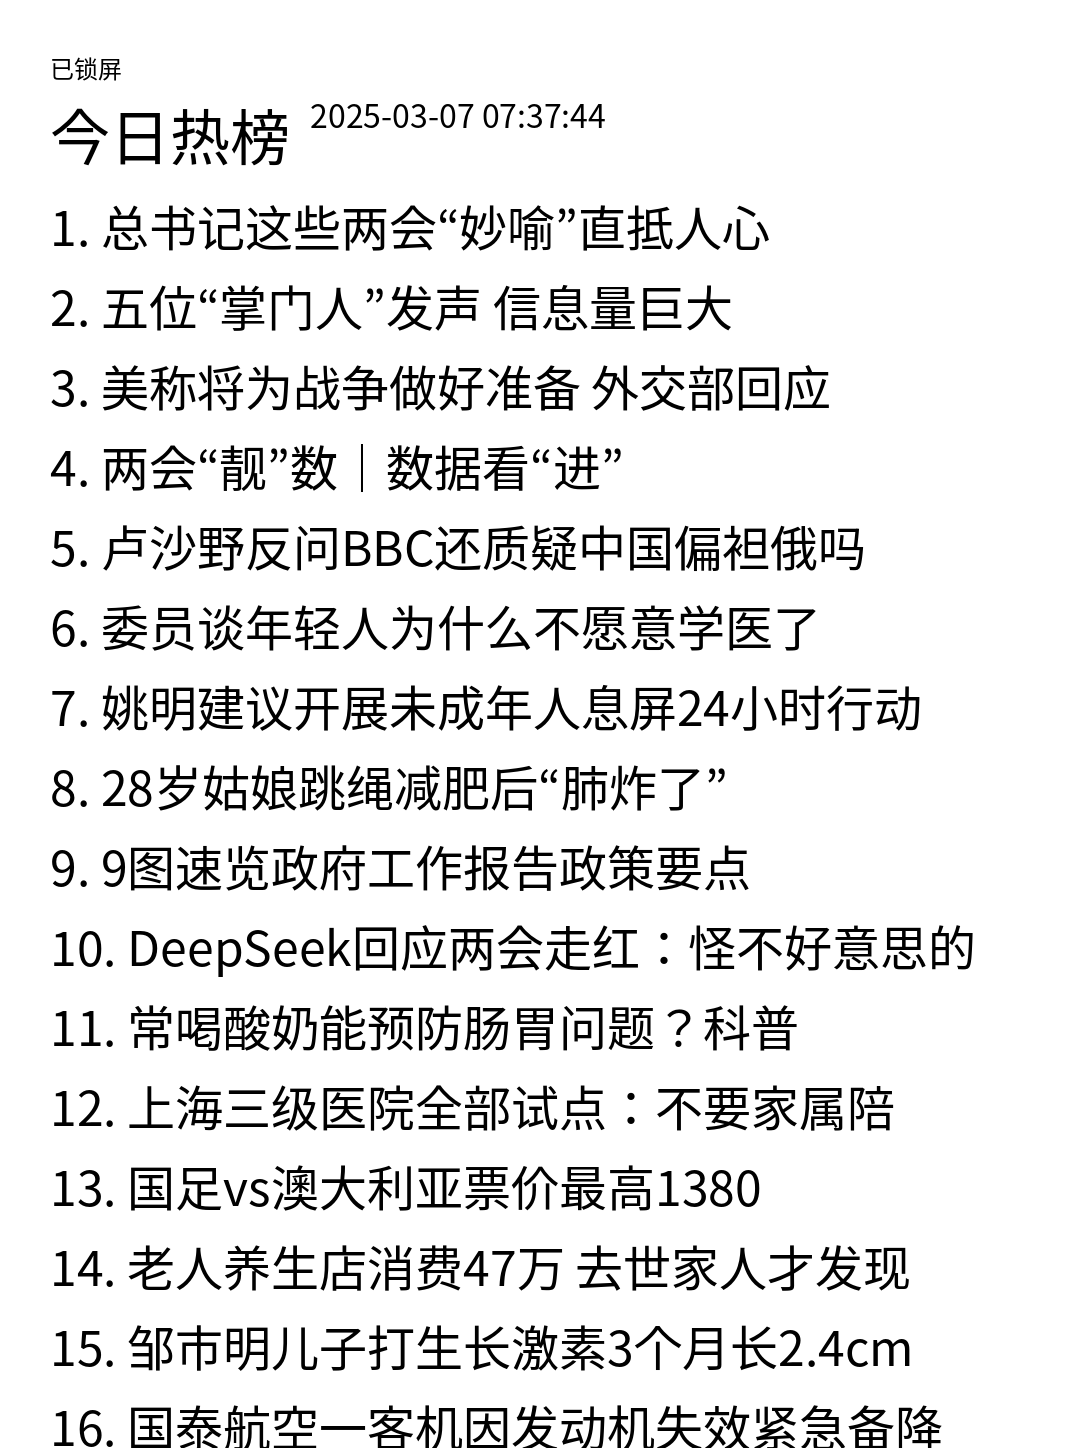 已锁屏
今日热榜 2025-03-07 07:37:44
1. 总书记这些两会“妙喻”直抵人心
2. 五位“掌门人”发声 信息量巨大
3. 美称将为战争做好准备 外交部回应
4. 两会“靓”数｜数据看“进”
5. 卢沙野反问BBC还质疑中国偏袒俄吗
6. 委员谈年轻人为什么不愿意学医了
7. 姚明建议开展未成年人息屏24小时行动
8. 28岁姑娘跳绳减肥后“肺炸了”
9. 9图速览政府工作报告政策要点
10. DeepSeek回应两会走红：怪不好意思的
11. 常喝酸奶能预防肠胃问题？科普
12. 上海三级医院全部试点：不要家属陪
13. 国足vs澳大利亚票价最高1380
14. 老人养生店消费47万 去世家人才发现
15. 邹市明儿子打生长激素3个月长2.4cm
16. 国泰航空一客机因发动机失效紧急备降